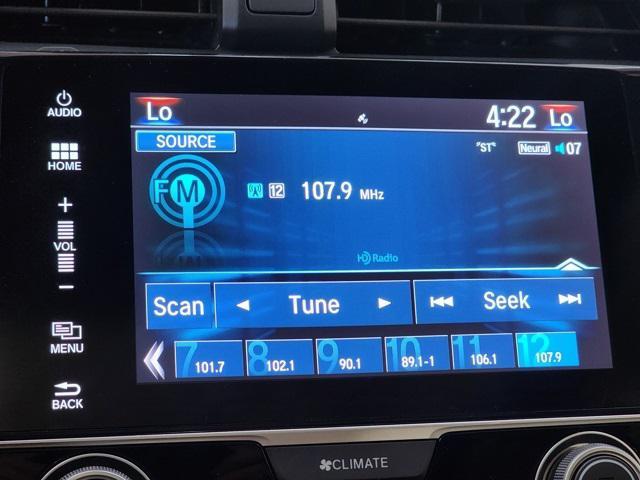 AUDIO
HOME
+
VOL
−
MENU
BACK
Lo
4:22 Lo
SOURCE
"ST" Neural 07
FM
12 107.9 MHz
HD Radio
Scan ◄ Tune ► Seek
7 101.7 8 102.1 9 90.1 10 89.1-1 11 106.1 12 107.9
CLIMATE